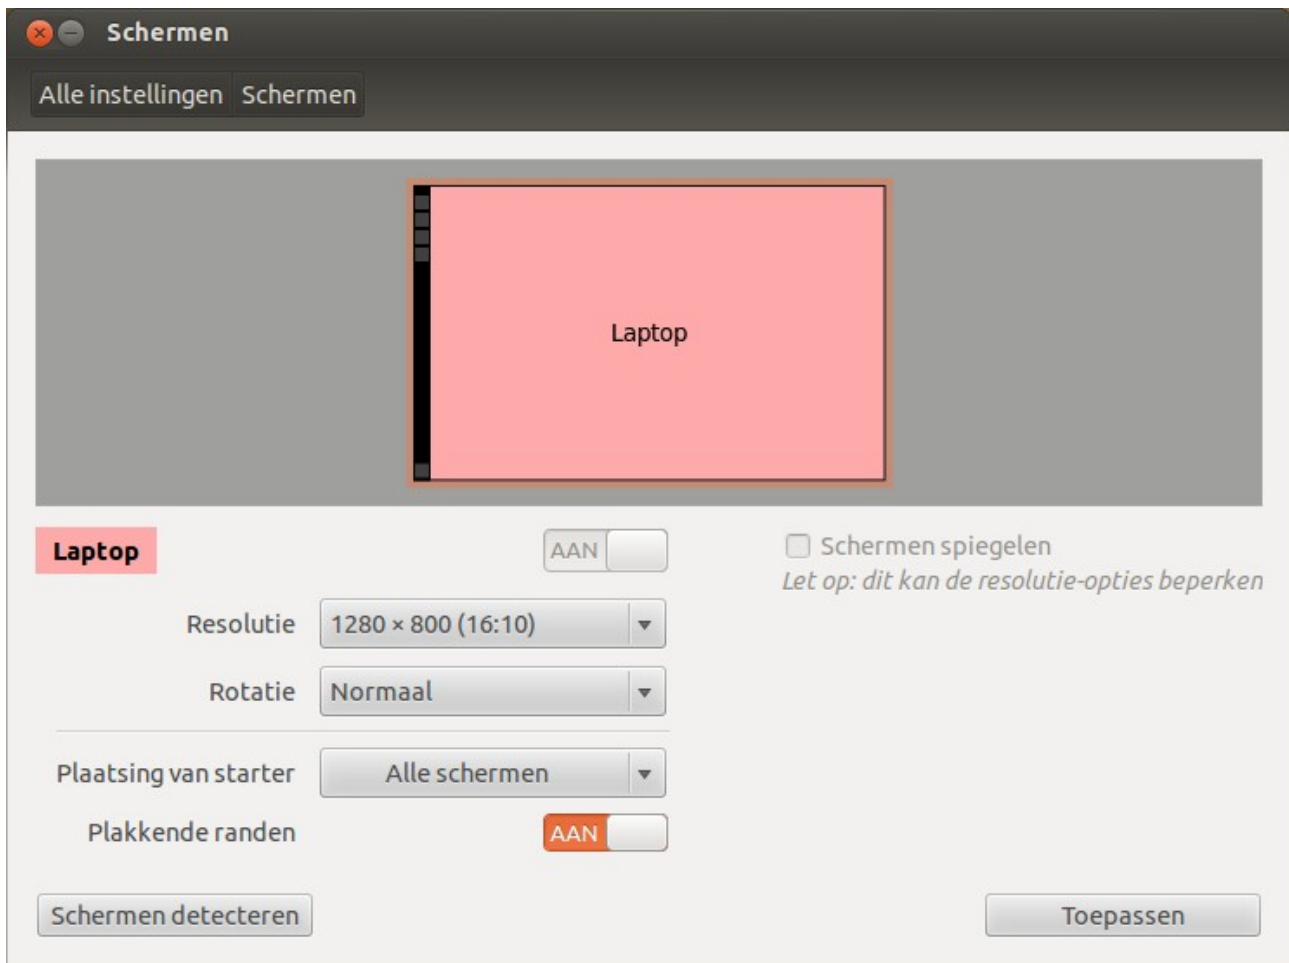 Schermen
Alle instellingen Schermen
Laptop
Laptop AAN Schermen spiegelen
Let op: dit kan de resolutie-opties beperken
Resolutie 1280 × 800 (16:10)
Rotatie Normaal
Plaatsing van starter Alle schermen
Plakkende randen AAN
Schermen detecteren Toepassen